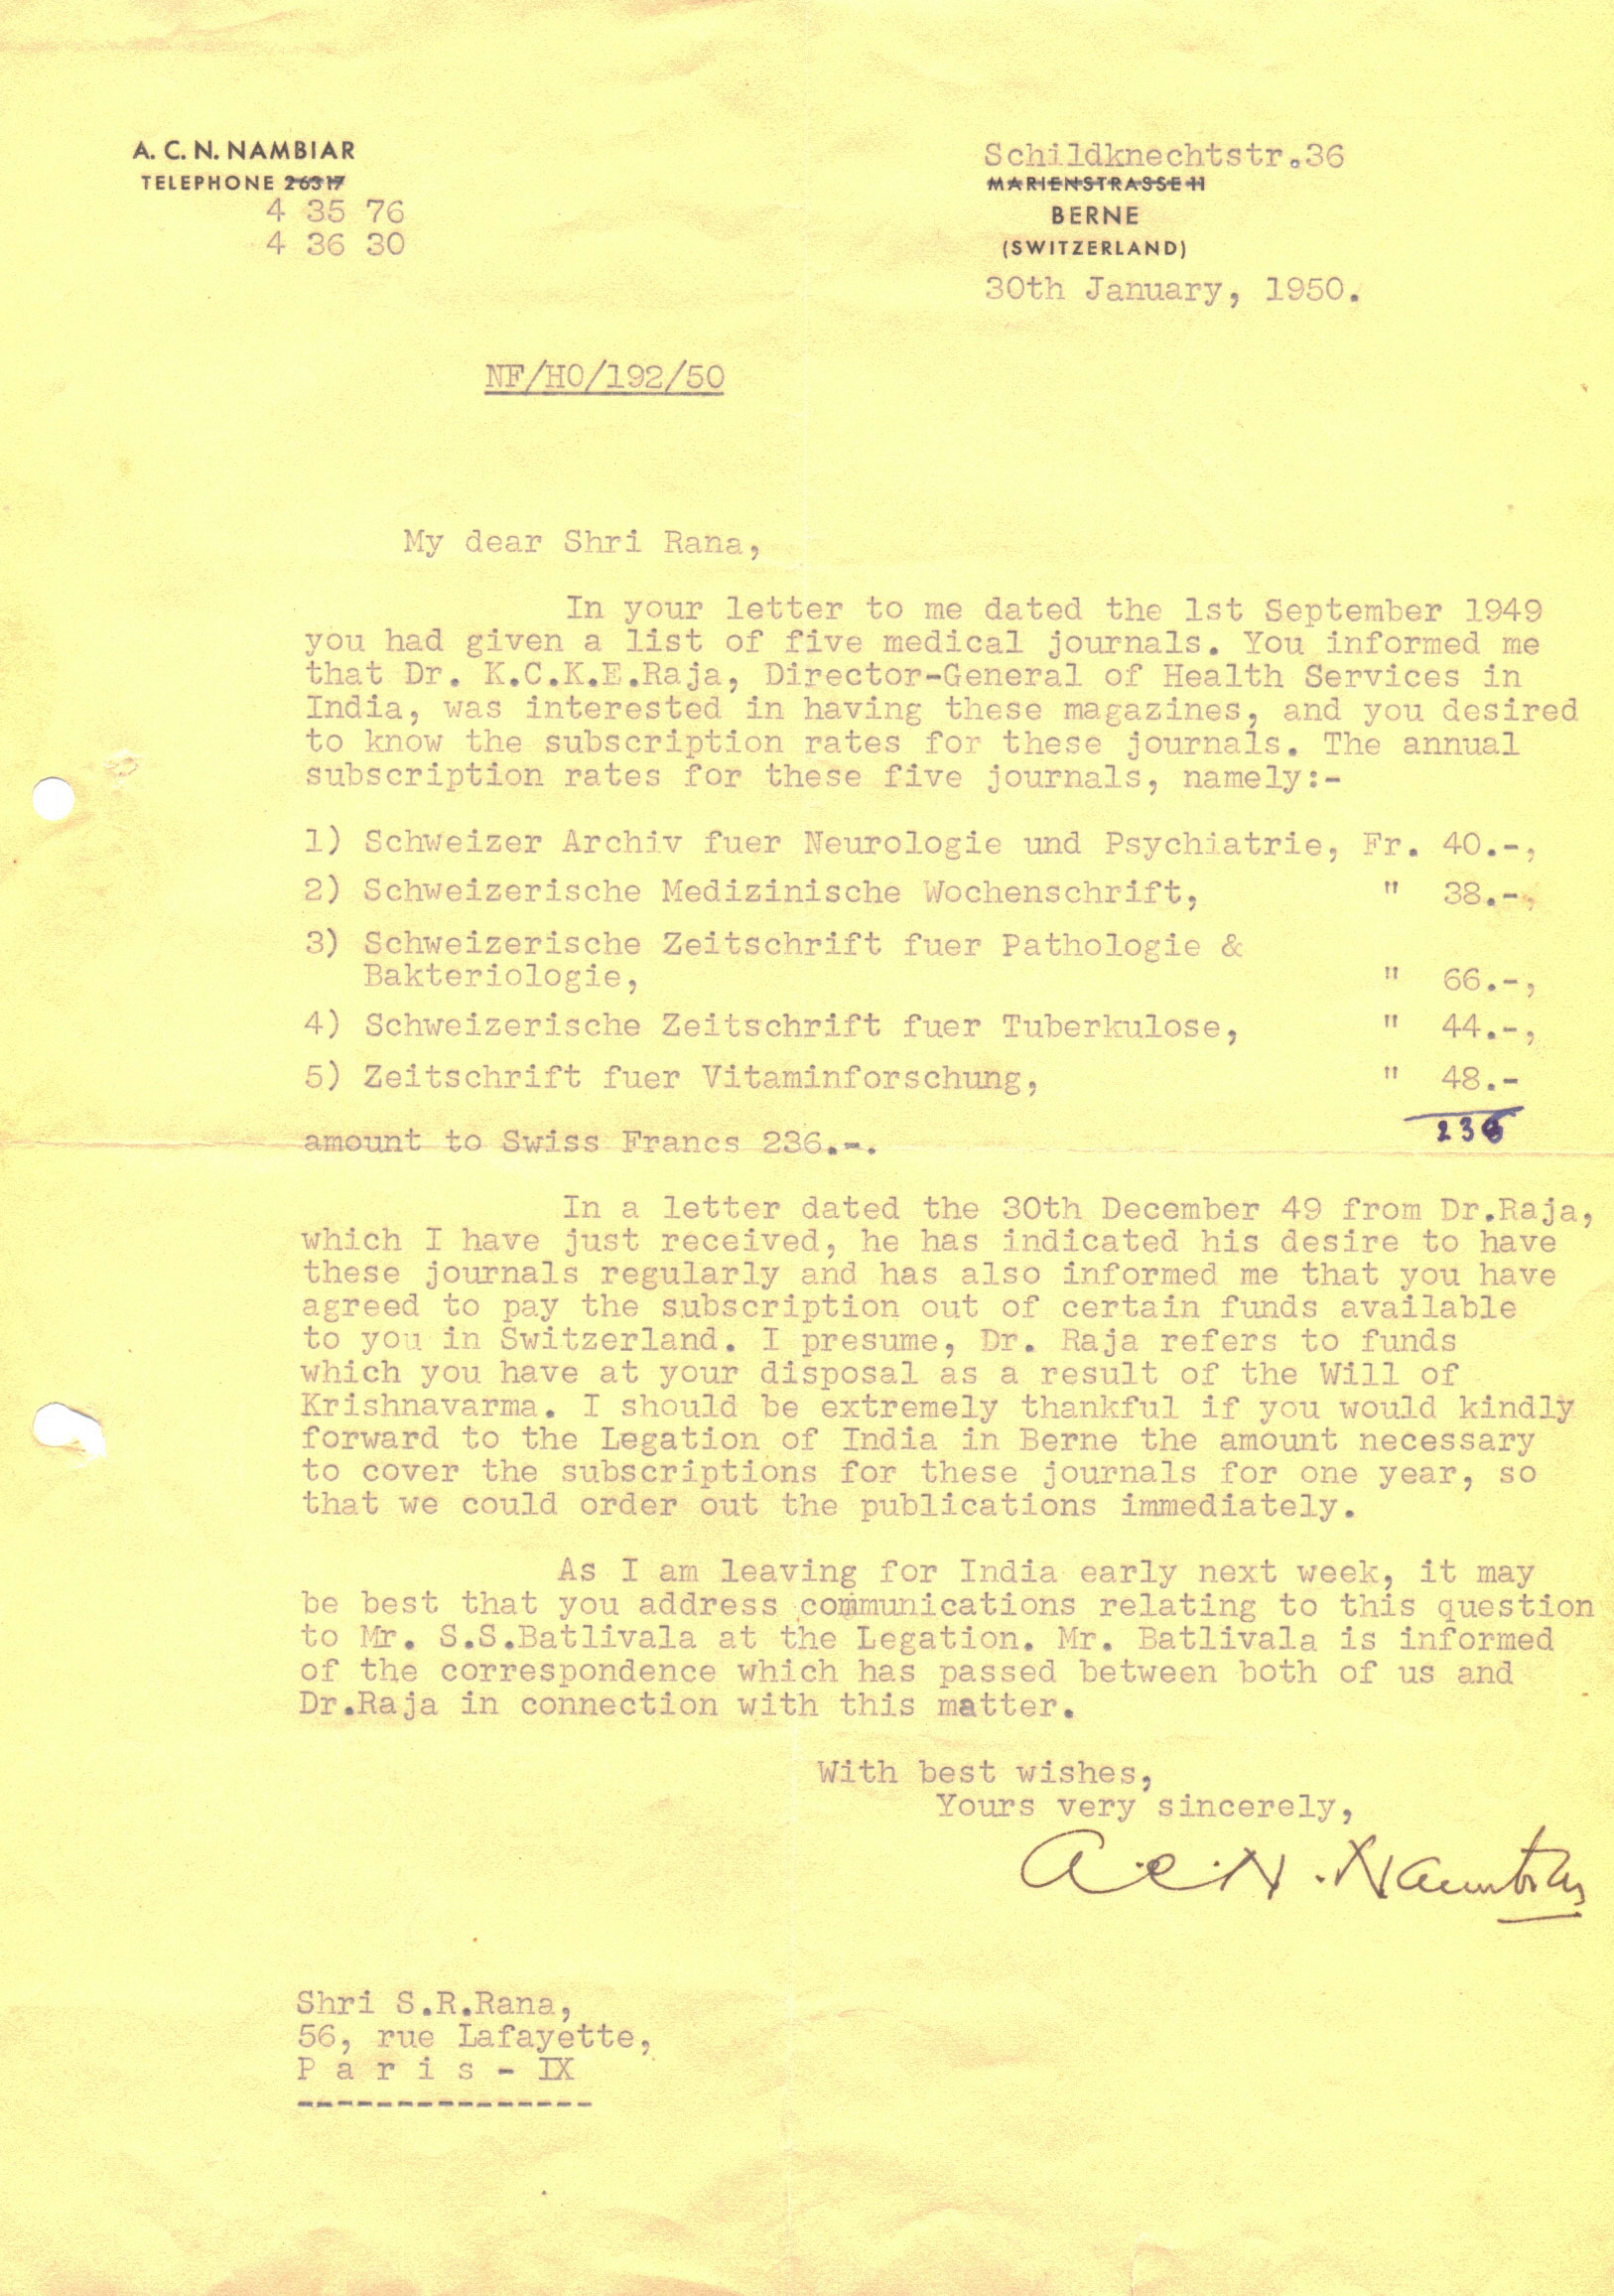 A. C. N. NAMBIAR
TELEPHONE 26317
4 35 76
4 36 30
Schildknechtstr.36
MARIENSTRASSE 11
BERNE
(SWITZERLAND)
30th January, 1950.
NF/HO/192/50
My dear Shri Rana,
In your letter to me dated the 1st September 1949
you had given a list of five medical journals. You informed me
that Dr. K.C.K.E.Raja, Director-General of Health Services in
India, was interested in having these magazines, and you desired
to know the subscription rates for these journals. The annual
subscription rates for these five journals, namely:-
1) Schweizer Archiv fuer Neurologie und Psychiatrie, Fr. 40.-,
2) Schweizerische Medizinische Wochenschrift, " 38.-,
3) Schweizerische Zeitschrift fuer Pathologie &
Bakteriologie, " 66.-,
4) Schweizerische Zeitschrift fuer Tuberkulose, " 44.-,
5) Zeitschrift fuer Vitaminforschung, " 48.-
236
amount to Swiss Francs 236.-.
In a letter dated the 30th December 49 from Dr.Raja,
which I have just received, he has indicated his desire to have
these journals regularly and has also informed me that you have
agreed to pay the subscription out of certain funds available
to you in Switzerland. I presume, Dr. Raja refers to funds
which you have at your disposal as a result of the Will of
Krishnavarma. I should be extremely thankful if you would kindly
forward to the Legation of India in Berne the amount necessary
to cover the subscriptions for these journals for one year, so
that we could order out the publications immediately.
As I am leaving for India early next week, it may
be best that you address communications relating to this question
to Mr. S.S.Batlivala at the Legation. Mr. Batlivala is informed
of the correspondence which has passed between both of us and
Dr.Raja in connection with this matter.
With best wishes,
Yours very sincerely,
A.C.N. Nambiar
Shri S.R.Rana,
56, rue Lafayette,
P a r i s - IX